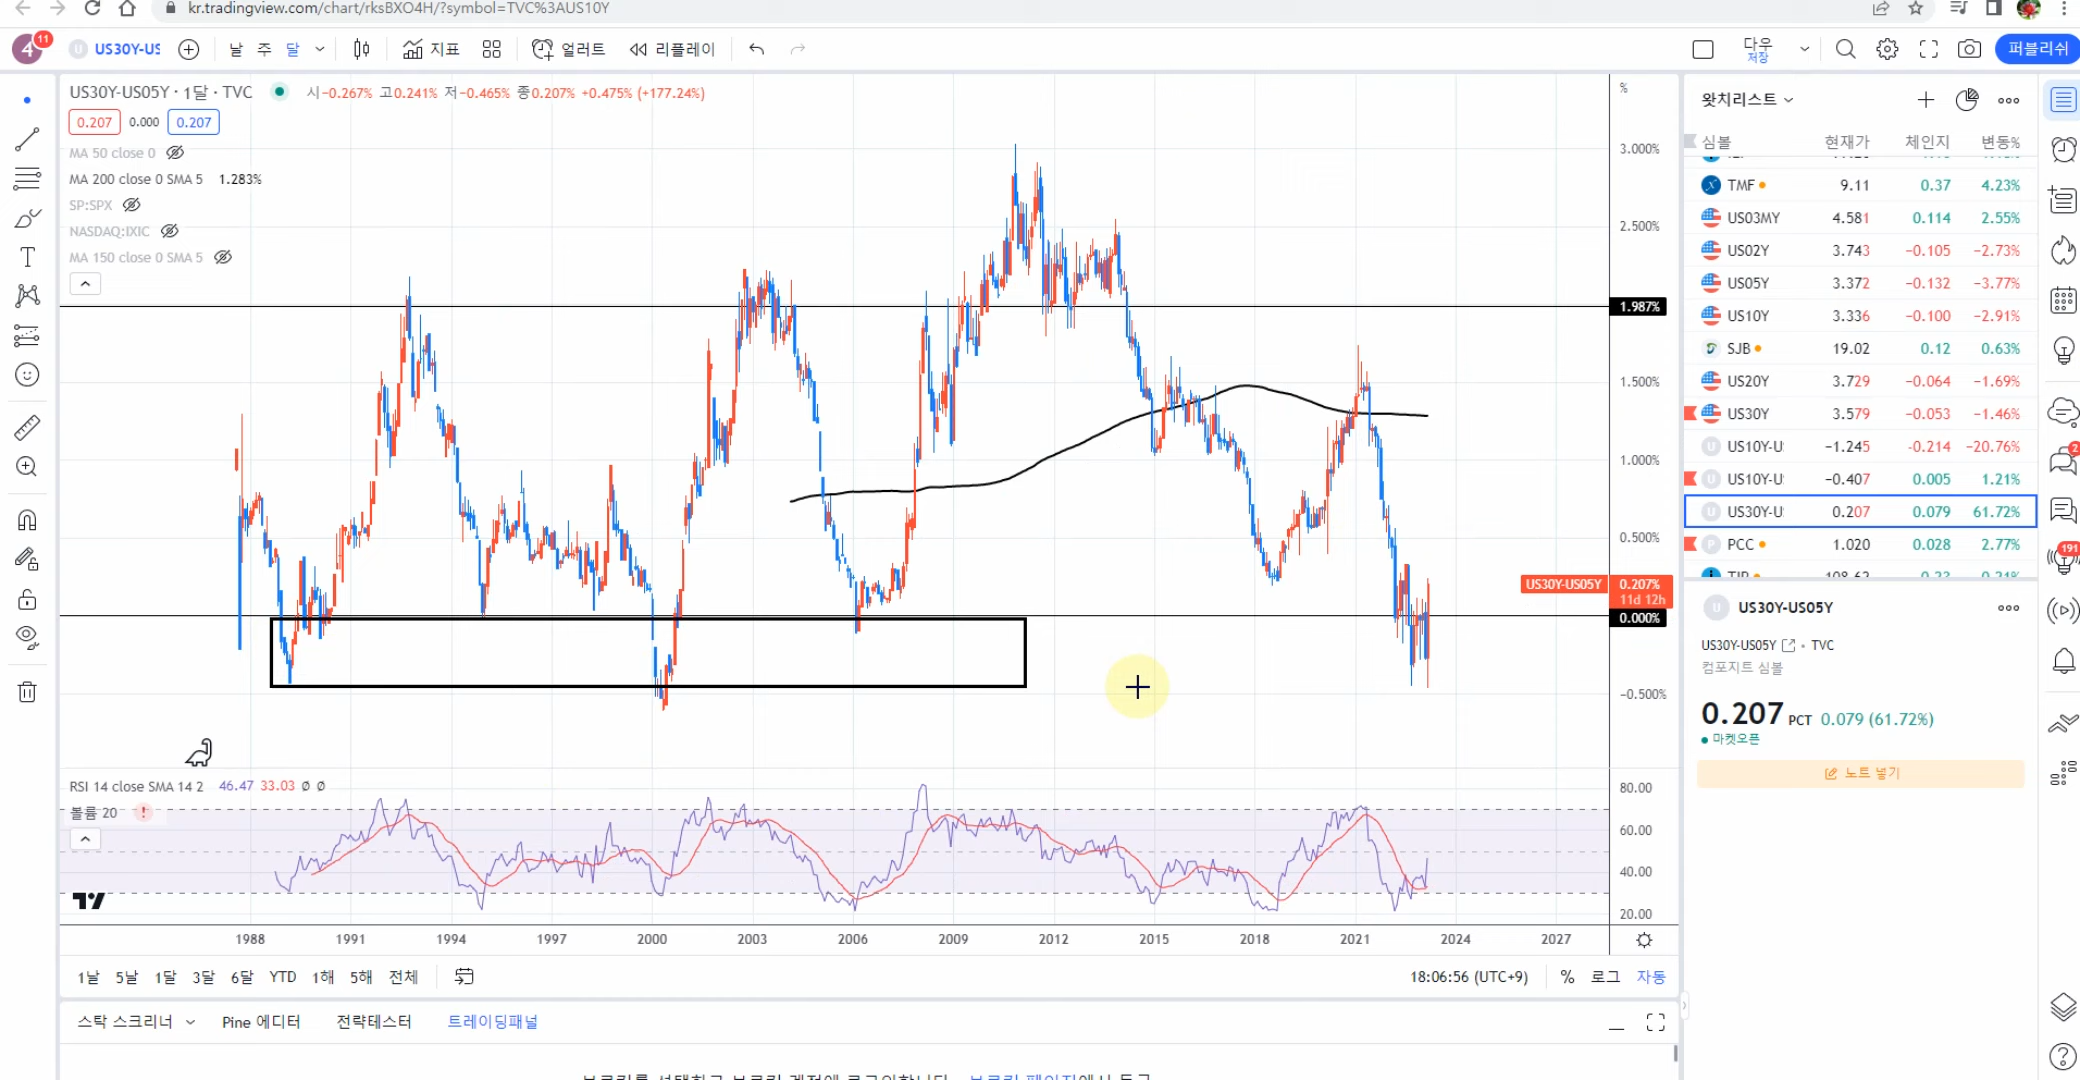 kr.tradingview.com/chart/rksBXO4H/?symbol=TVC%3AUS10Y
4 11 U US30Y-US 날 주 달 지표 얼러트 리플레이 다우 저장 퍼블리쉬
US30Y-US05Y · 1달 · TVC 시-0.267% 고0.241% 저-0.465% 종0.207% +0.475% (+177.24%)
0.207 0.000 0.207
MA 50 close 0
MA 200 close 0 SMA 5 1.283%
SP:SPX
NASDAQ:IXIC
MA 150 close 0 SMA 5
%
3.000%
2.500%
1.987%
1.500%
1.000%
0.500%
US30Y-US05Y 0.207%
11d 12h
0.000%
-0.500%
RSI 14 close SMA 14 2 46.47 33.03 Ø Ø
볼륨 20 !
80.00
60.00
40.00
20.00
1988 1991 1994 1997 2000 2003 2006 2009 2012 2015 2018 2021 2024 2027
1날 5날 1달 3달 6달 YTD 1해 5해 전체 18:06:56 (UTC+9) % 로그 자동
스탁 스크리너 Pine 에디터 전략테스터 트레이딩패널
왓치리스트
심볼 현재가 체인지 변동%
TMF 9.11 0.37 4.23%
US03MY 4.581 0.114 2.55%
US02Y 3.743 -0.105 -2.73%
US05Y 3.372 -0.132 -3.77%
US10Y 3.336 -0.100 -2.91%
SJB 19.02 0.12 0.63%
US20Y 3.729 -0.064 -1.69%
US30Y 3.579 -0.053 -1.46%
U US10Y-U -1.245 -0.214 -20.76%
U US10Y-U -0.407 0.005 1.21%
U US30Y-U 0.207 0.079 61.72%
P PCC 1.020 0.028 2.77%
U US30Y-US05Y
US30Y-US05Y • TVC
컴포지트 심볼
0.207 PCT 0.079 (61.72%)
마켓오픈
노트 넣기
2
191